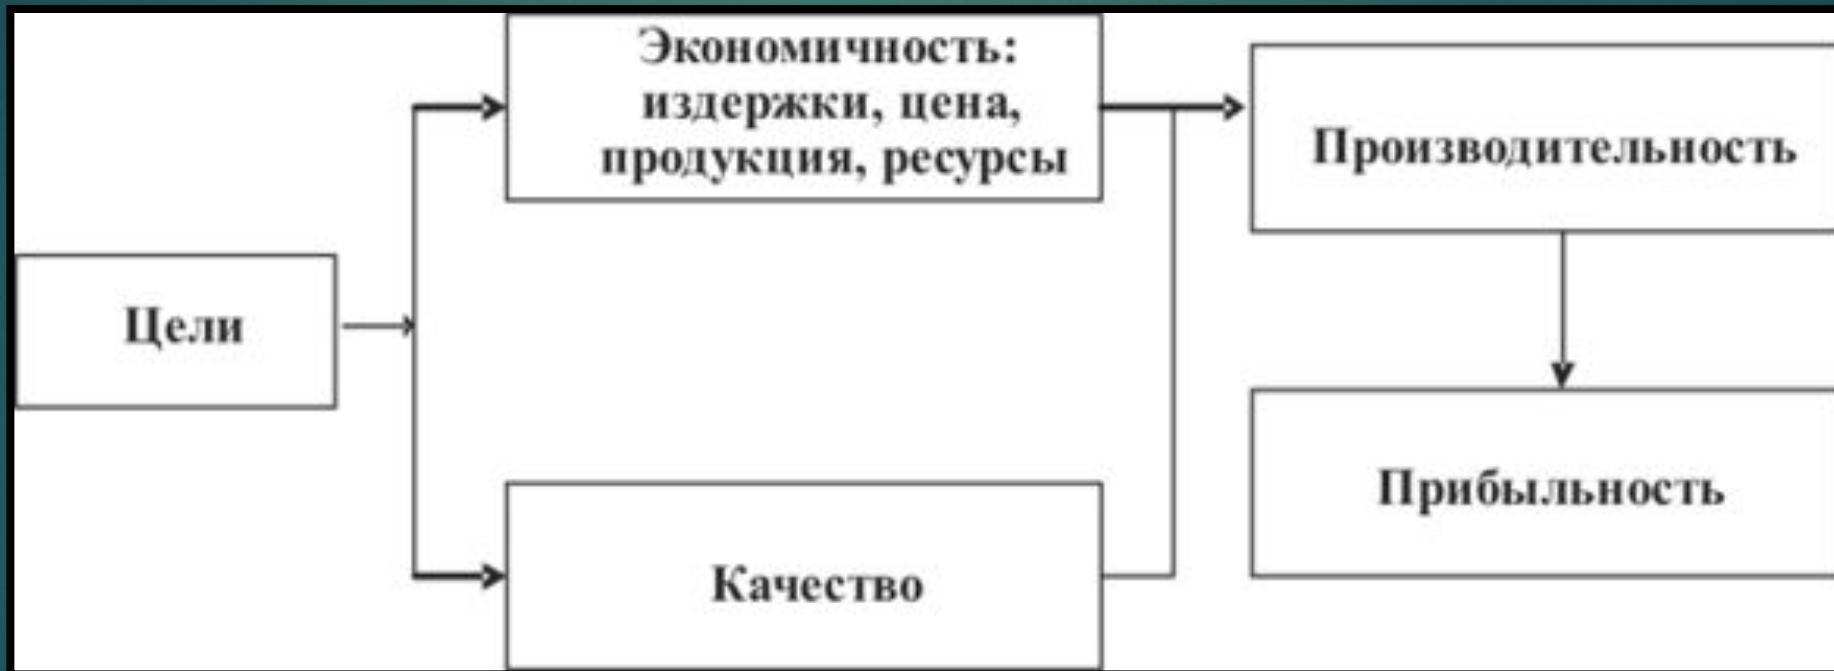 Цели
Экономичность:
издержки, цена,
продукция, ресурсы
Качество
Производительность
Прибыльность